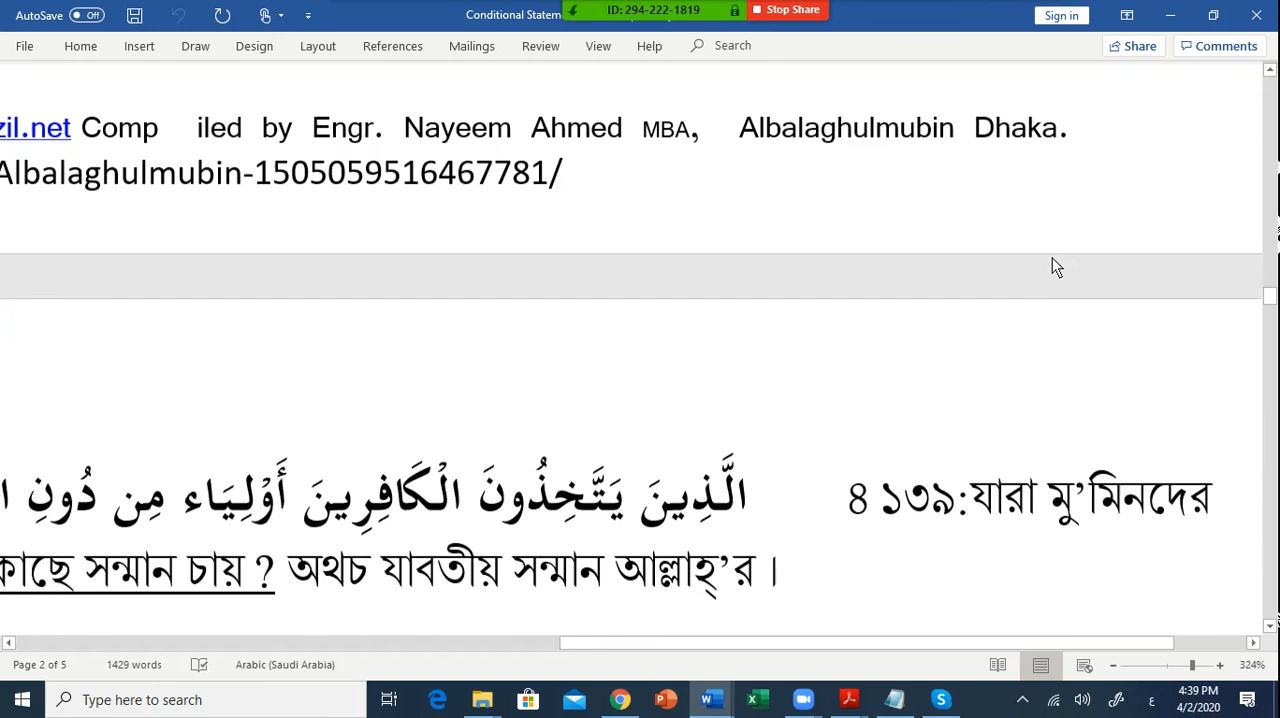 AutoSave Off Conditional Statem ID: 294-222-1819 Stop Share Sign in
File Home Insert Draw Design Layout References Mailings Review View Help Search Share Comments
zil.net Comp iled by Engr. Nayeem Ahmed MBA, Albalaghulmubin Dhaka.
Albalaghulmubin-1505059516467781/
الَّذِينَ يَتَّخِذُونَ الْكَافِرِينَ أَوْلِيَاء مِن دُونِ
8 ১৩৯:যারা মু’মিনদের
কাছে সন্মান চায় ? অথচ যাবতীয় সন্মান আল্লাহ্’র ।
Page 2 of 5 1429 words Arabic (Saudi Arabia) 324%
Type here to search
ع 4:39 PM
4/2/2020